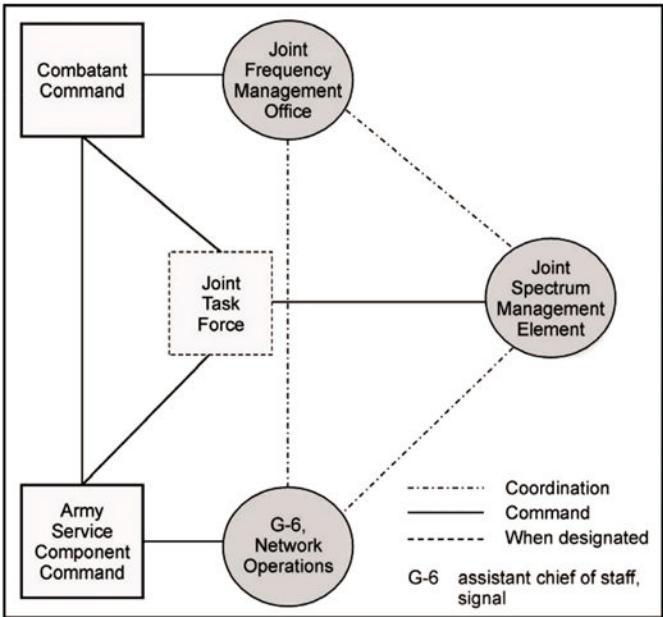 Combatant
Command
Joint
Frequency
Management
Office
Joint
Task
Force
Joint
Spectrum
Management
Element
Army
Service
Component
Command
G-6,
Network
Operations
Coordination
Command
When designated
G-6 assistant chief of staff,
signal